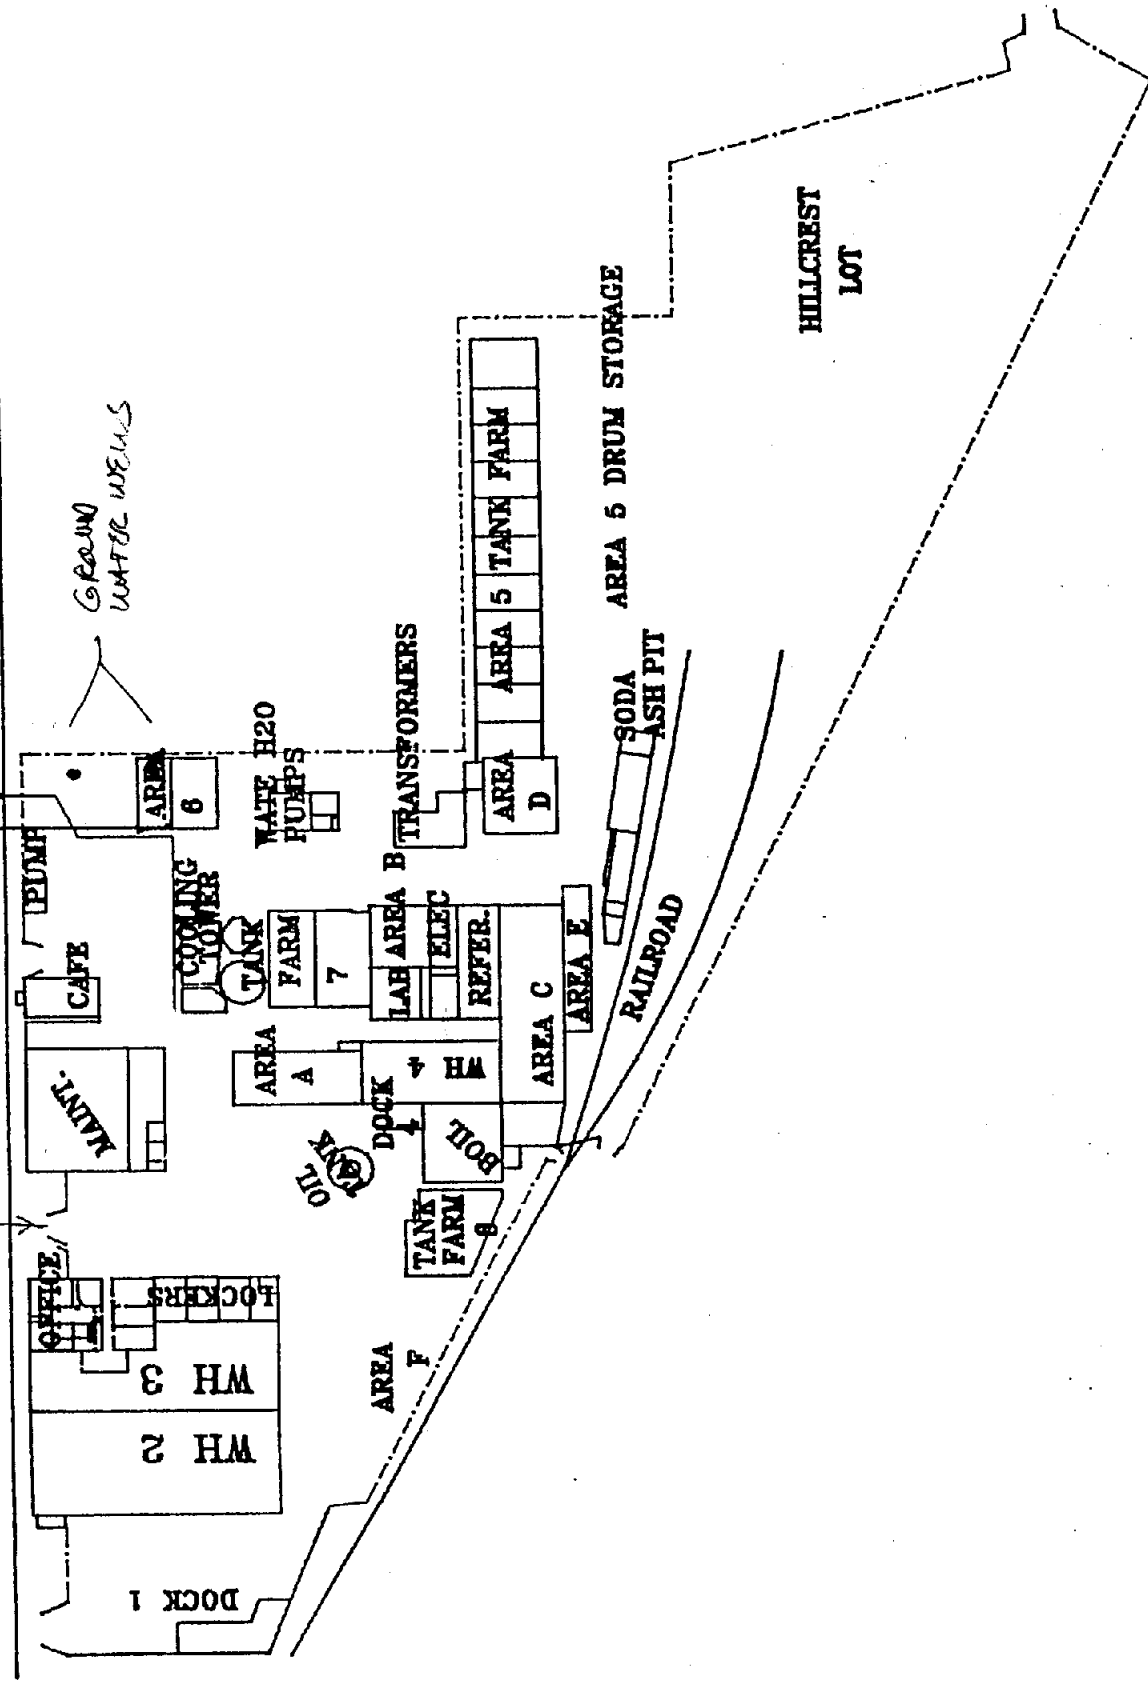 GROUND
WATER WELLS
PUMP
AREA
6
WATE H20
PUMPS
TRANSFORMERS
AREA
D
AREA 5 TANK FARM
AREA 5 DRUM STORAGE
HILLCREST
LOT
SODA
ASH PIT
CAFE
COOLING
TOWER
TANK
FARM
7
AREA B
LAB
ELEC
REFER.
AREA C
AREA E
RAILROAD
MAINT.
AREA
A
WH 4
DOCK
4
BOIL
OIL
TANK
TANK
FARM
8
OFFICE
LOCKERS
WH 3
WH 2
AREA
F
DOCK 1